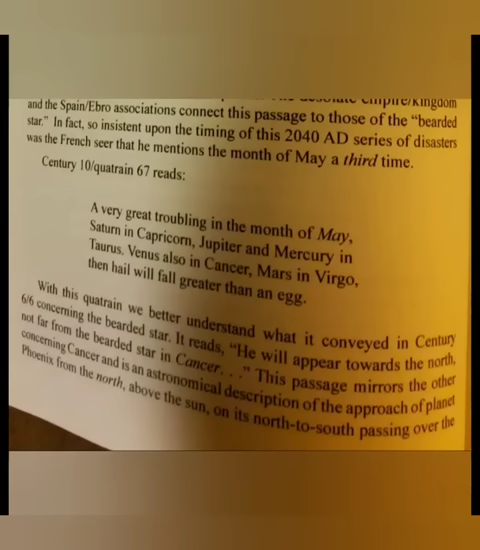 desolate empire/kingdom
and the Spain/Ebro associations connect this passage to those of the “bearded
star.” In fact, so insistent upon the timing of this 2040 AD series of disasters
was the French seer that he mentions the month of May a third time.
Century 10/quatrain 67 reads:
A very great troubling in the month of May,
Saturn in Capricorn, Jupiter and Mercury in
Taurus. Venus also in Cancer, Mars in Virgo,
then hail will fall greater than an egg.
With this quatrain we better understand what it conveyed in Century
6/6 concerning the bearded star. It reads, “He will appear towards the north,
not far from the bearded star in Cancer. . .” This passage mirrors the other
concerning Cancer and is an astronomical description of the approach of planet
Phoenix from the north, above the sun, on its north-to-south passing over the